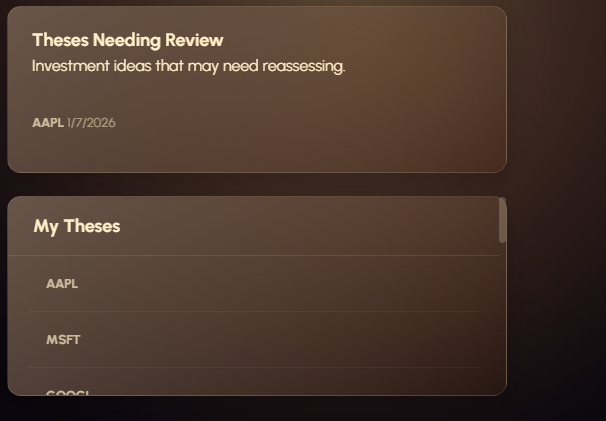 Theses Needing Review
Investment ideas that may need reassessing.
AAPL 1/7/2026
My Theses
AAPL
MSFT